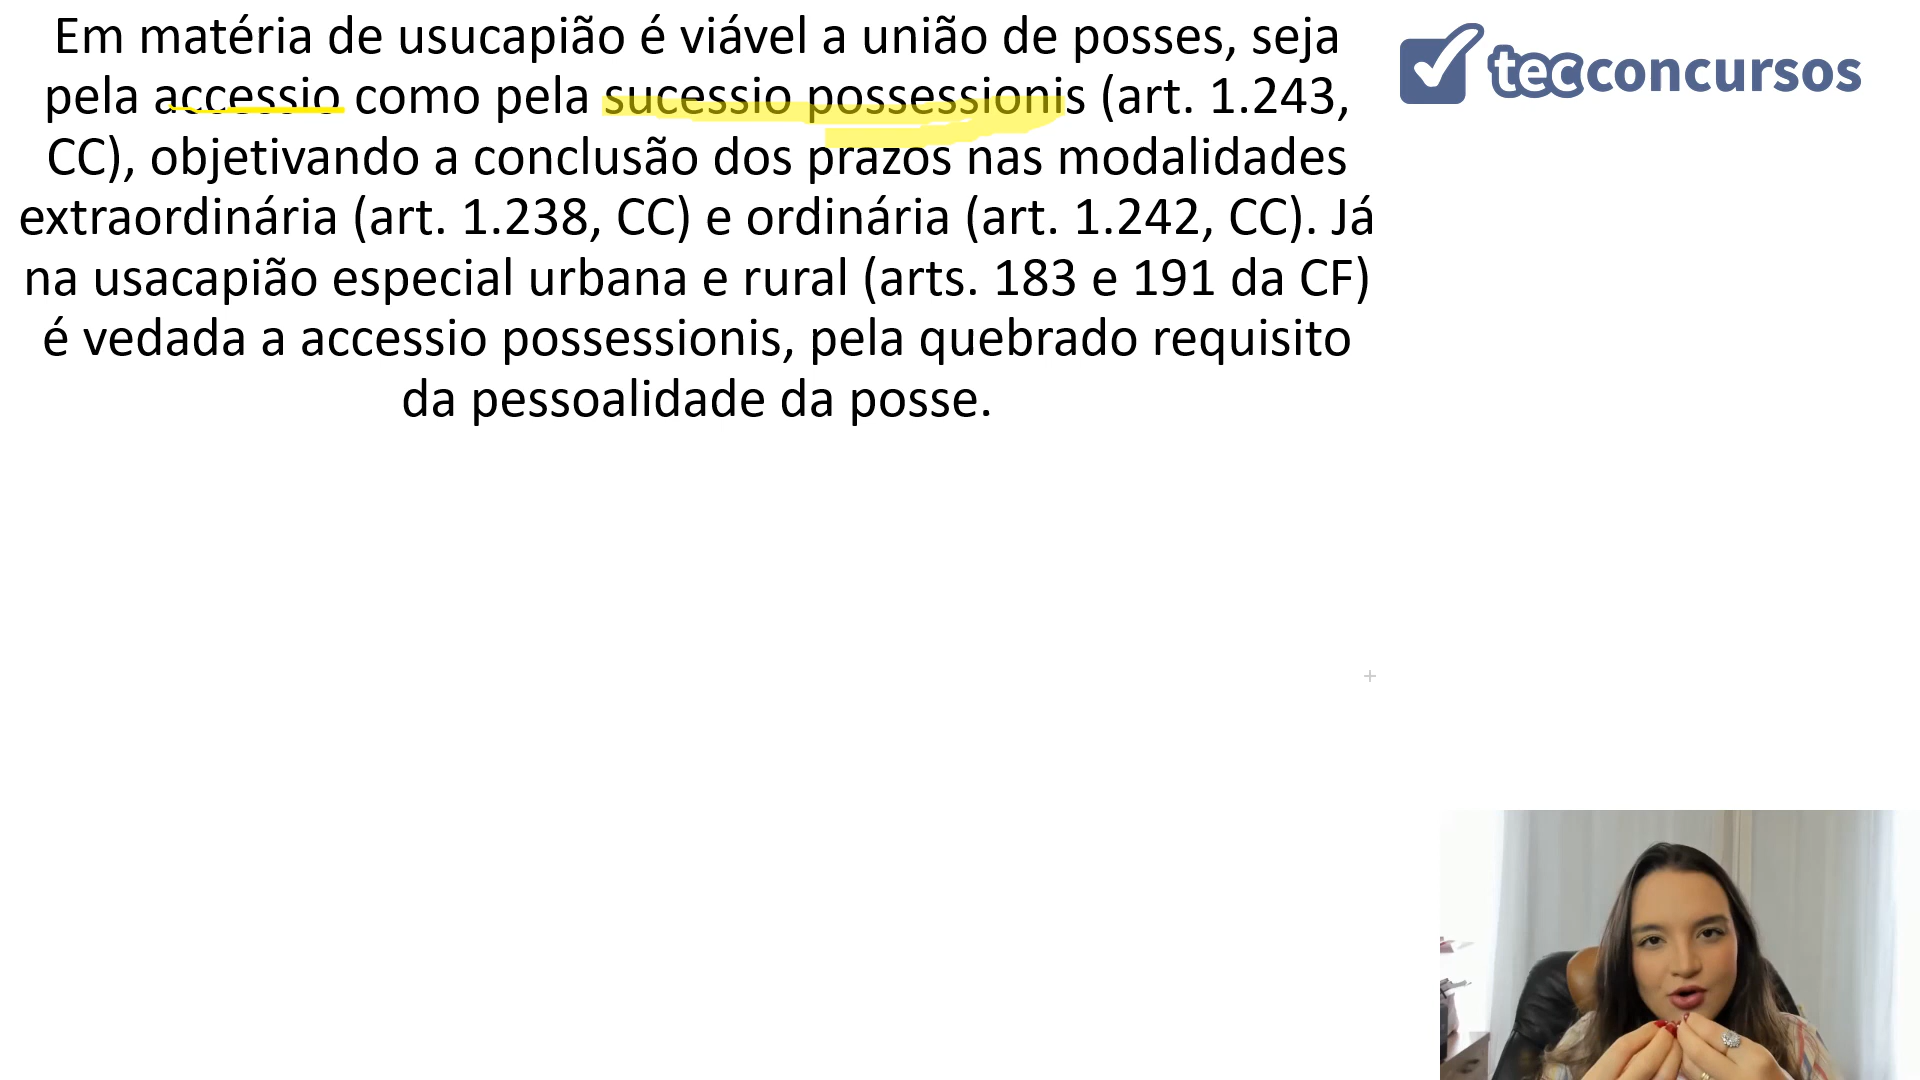 Em matéria de usucapião é viável a união de posses, seja
pela accessio como pela sucessio possessionis (art. 1.243,
CC), objetivando a conclusão dos prazos nas modalidades
extraordinária (art. 1.238, CC) e ordinária (art. 1.242, CC). Já
na usacapião especial urbana e rural (arts. 183 e 191 da CF)
é vedada a accessio possessionis, pela quebrado requisito
da pessoalidade da posse.
tecconcursos